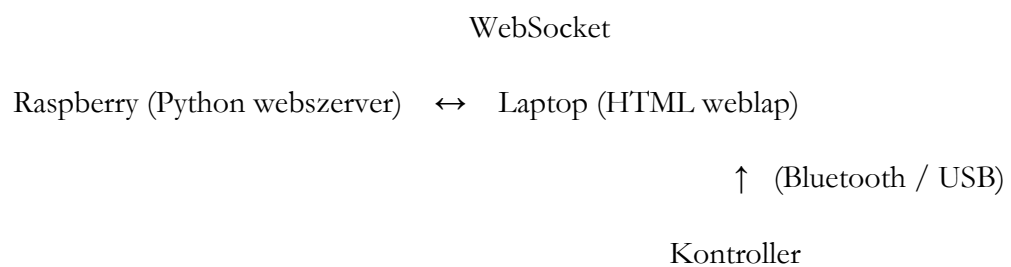 WebSocket
Raspberry (Python webszerver) ↔ Laptop (HTML weblap)
↑ (Bluetooth / USB)
Kontroller